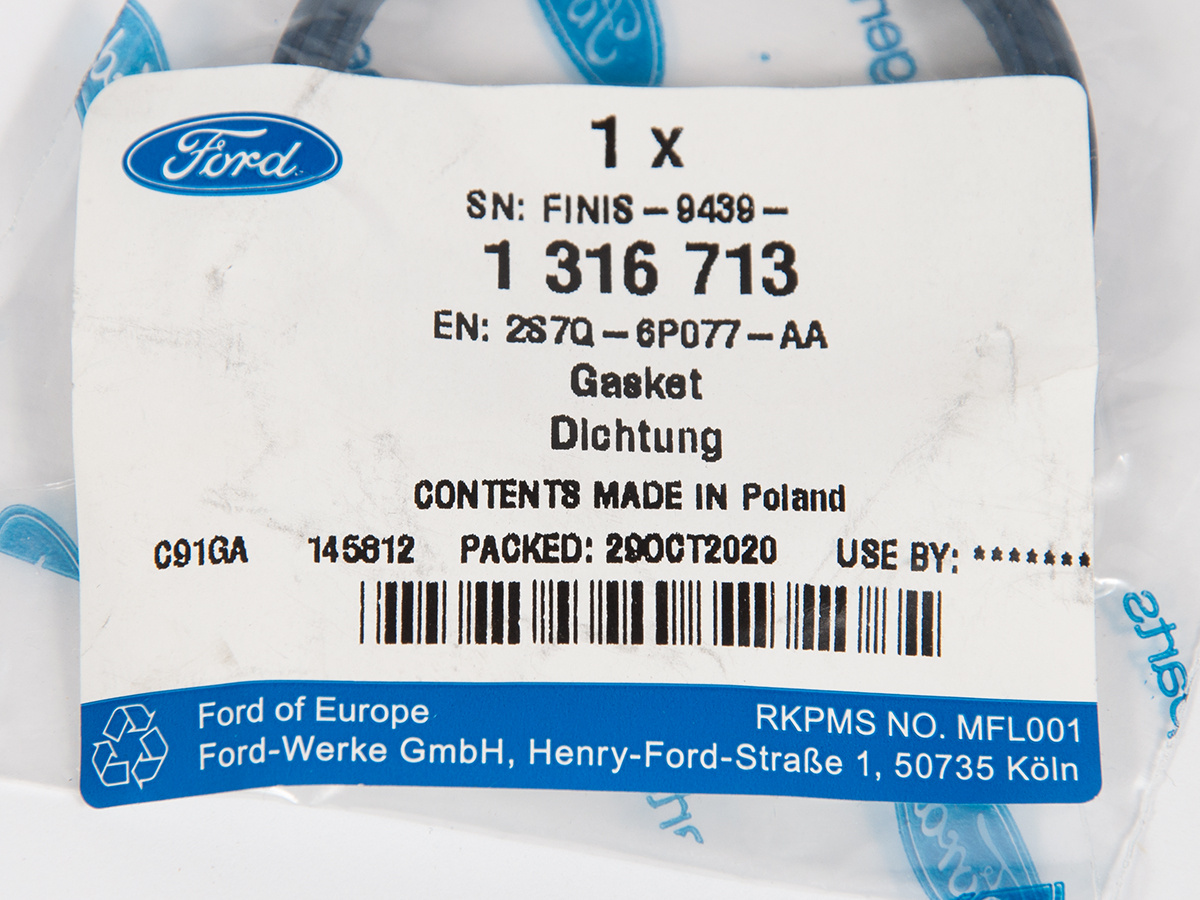 Ford
1 x
SN: FINIS - 9439 -
1 316 713
EN: 2S7Q - 6P077 - AA
Gasket
Dichtung
CONTENTS MADE IN Poland
C91GA 145812 PACKED: 29OCT2020 USE BY: *******
Ford of Europe
RKPMS NO. MFL001
Ford-Werke GmbH, Henry-Ford-Straße 1, 50735 Köln